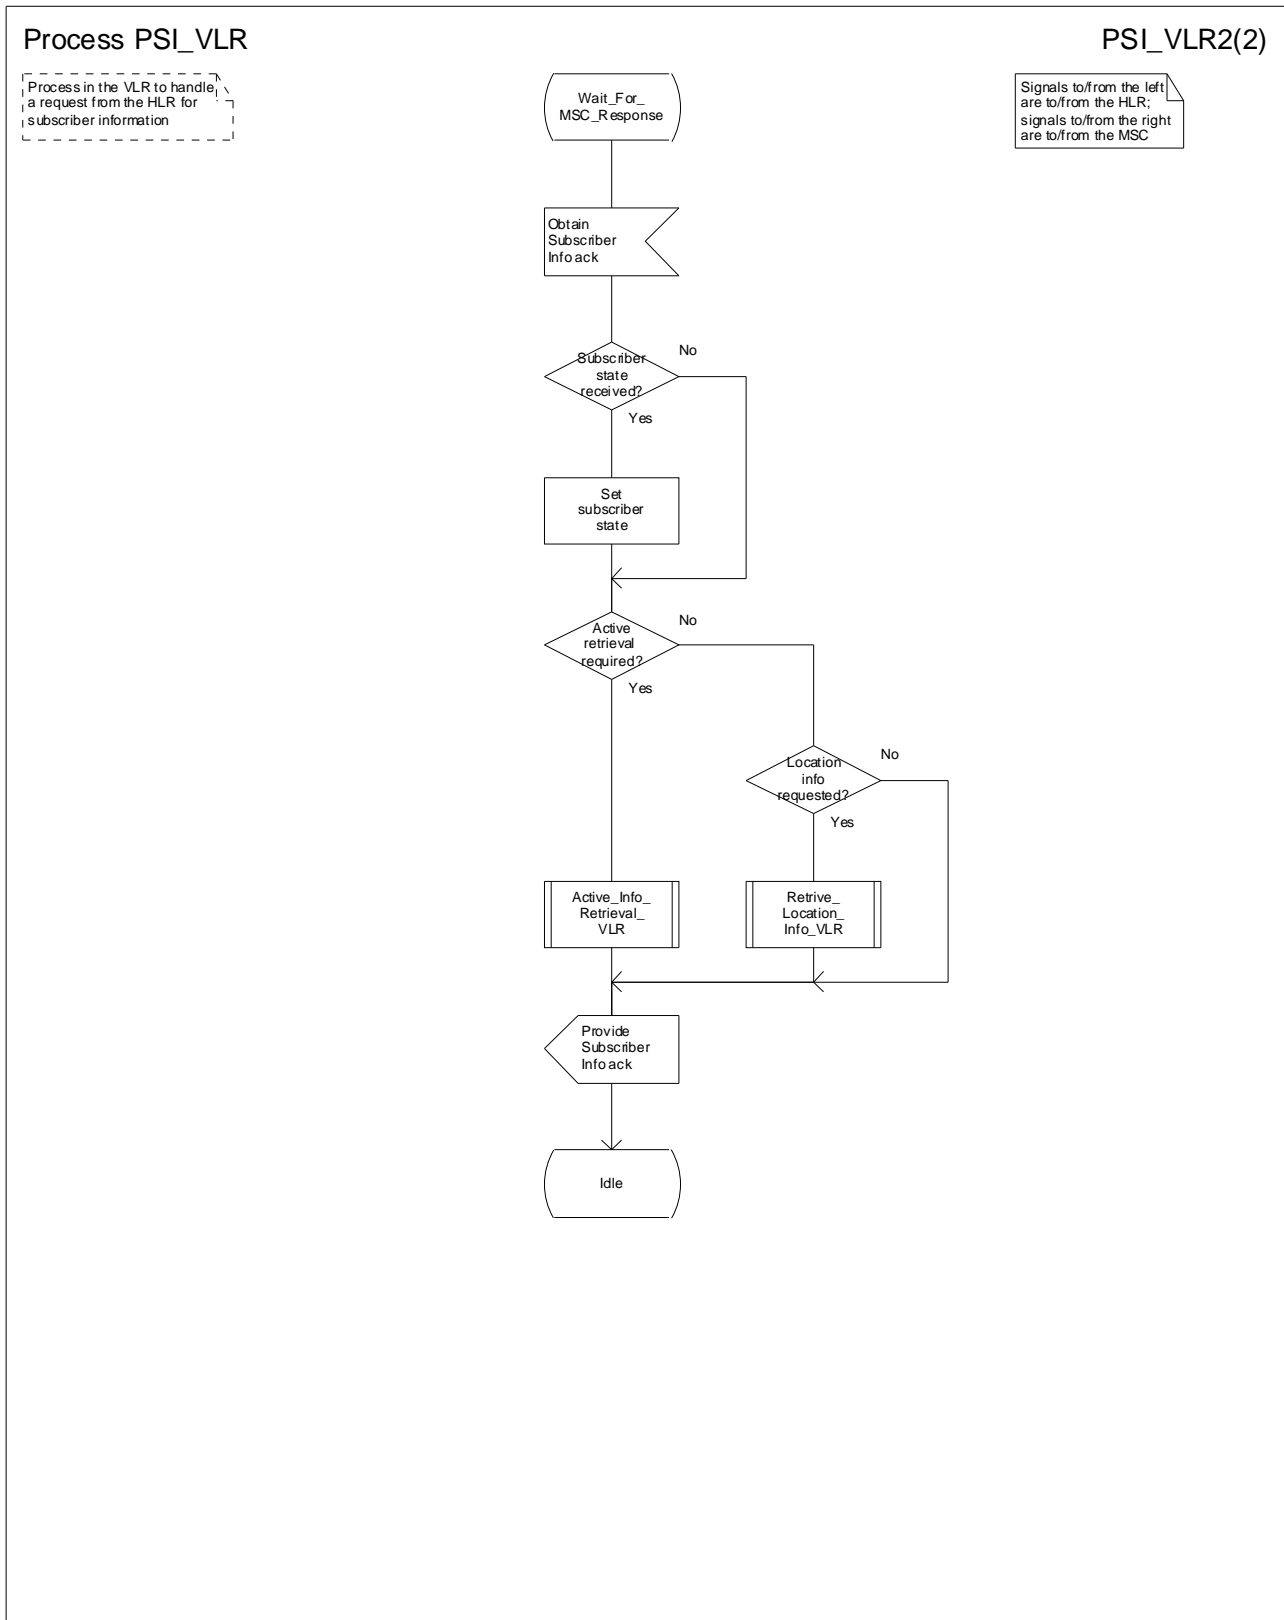 Process PSI_VLR
PSI_VLR2(2)
Process in the VLR to handle
a request from the HLR for
subscriber information
Signals to/from the left
are to/from the HLR;
signals to/from the right
are to/from the MSC
Wait_For_
MSC_Response
Obtain
Subscriber
Info ack
Subscriber
state
received?
No
Yes
Set
subscriber
state
Active
retrieval
required?
No
Yes
Location
info
requested?
No
Yes
Active_Info_
Retrieval_
VLR
Retrive_
Location_
Info_VLR
Provide
Subscriber
Info ack
Idle